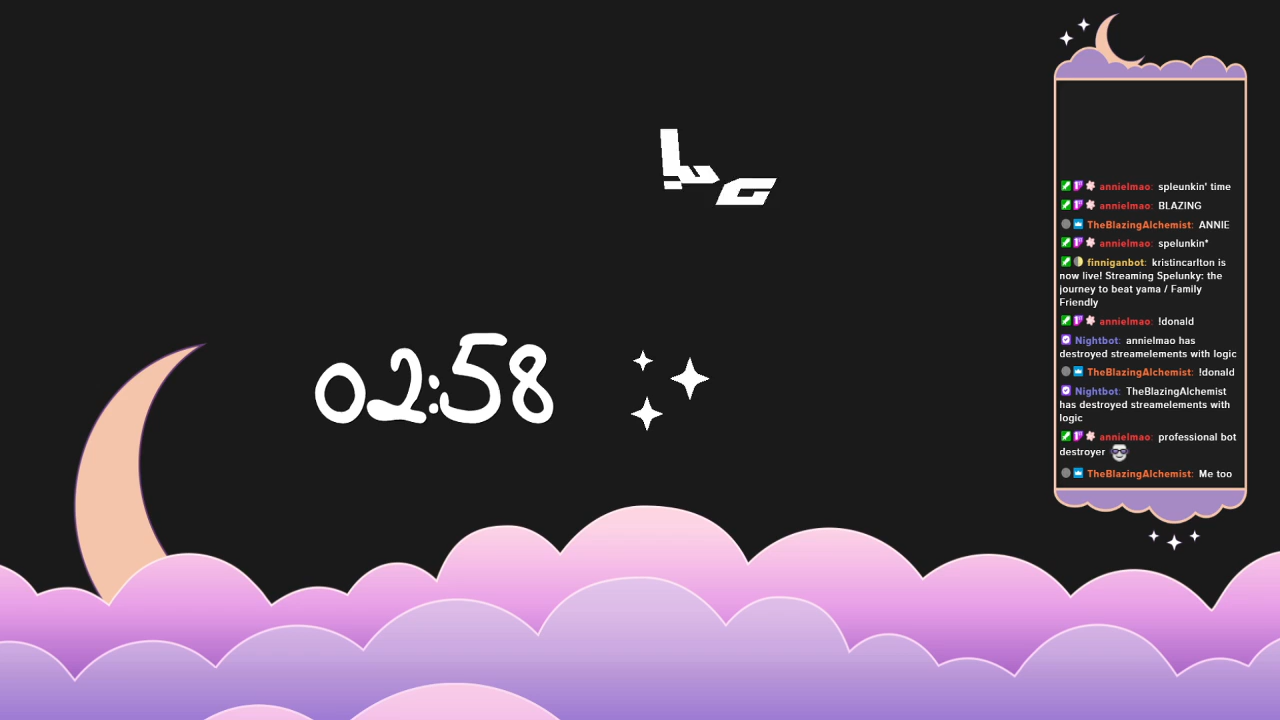 02:58
annielmao: spleunkin' time
annielmao: BLAZING
TheBlazingAlchemist: ANNIE
annielmao: spelunkin*
finniganbot: kristincarlton is
now live! Streaming Spelunky: the
journey to beat yama / Family
Friendly
annielmao: !donald
Nightbot: annielmao has
destroyed streamelements with logic
TheBlazingAlchemist: !donald
Nightbot: TheBlazingAlchemist
has destroyed streamelements with
logic
annielmao: professional bot
destroyer
TheBlazingAlchemist: Me too